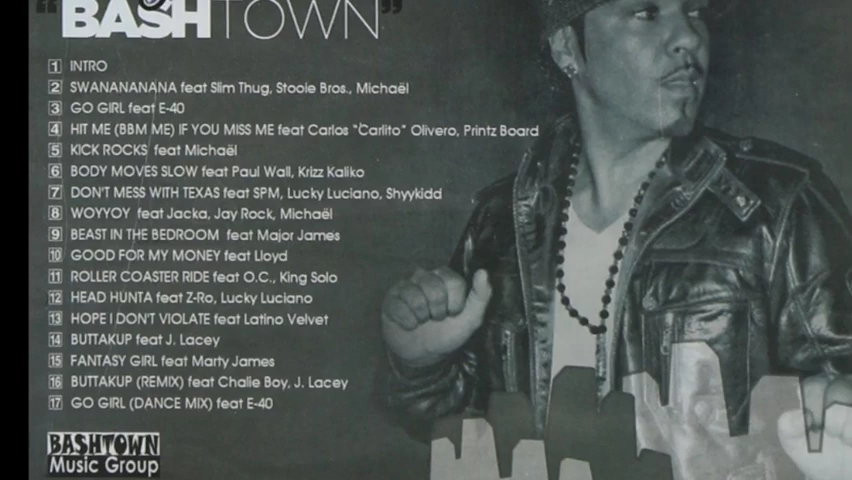 "BASHTOWN"
1 INTRO
2 SWANANANANA feat Slim Thug, Stooie Bros., Michaël
3 GO GIRL feat E-40
4 HIT ME (BBM ME) IF YOU MISS ME feat Carlos "Carlito" Olivero, Printz Board
5 KICK ROCKS feat Michaël
6 BODY MOVES SLOW feat Paul Wall, Krizz Kaliko
7 DON'T MESS WITH TEXAS feat SPM, Lucky Luciano, Shyykidd
8 WOYYOY feat Jacka, Jay Rock, Michaël
9 BEAST IN THE BEDROOM feat Major James
10 GOOD FOR MY MONEY feat Lloyd
11 ROLLER COASTER RIDE feat O.C., King Solo
12 HEAD HUNTA feat Z-Ro, Lucky Luciano
13 HOPE I DON'T VIOLATE feat Latino Velvet
14 BUTTAKUP feat J. Lacey
15 FANTASY GIRL feat Marty James
16 BUTTAKUP (REMIX) feat Chalie Boy, J. Lacey
17 GO GIRL (DANCE MIX) feat E-40
BASHTOWN
Music Group